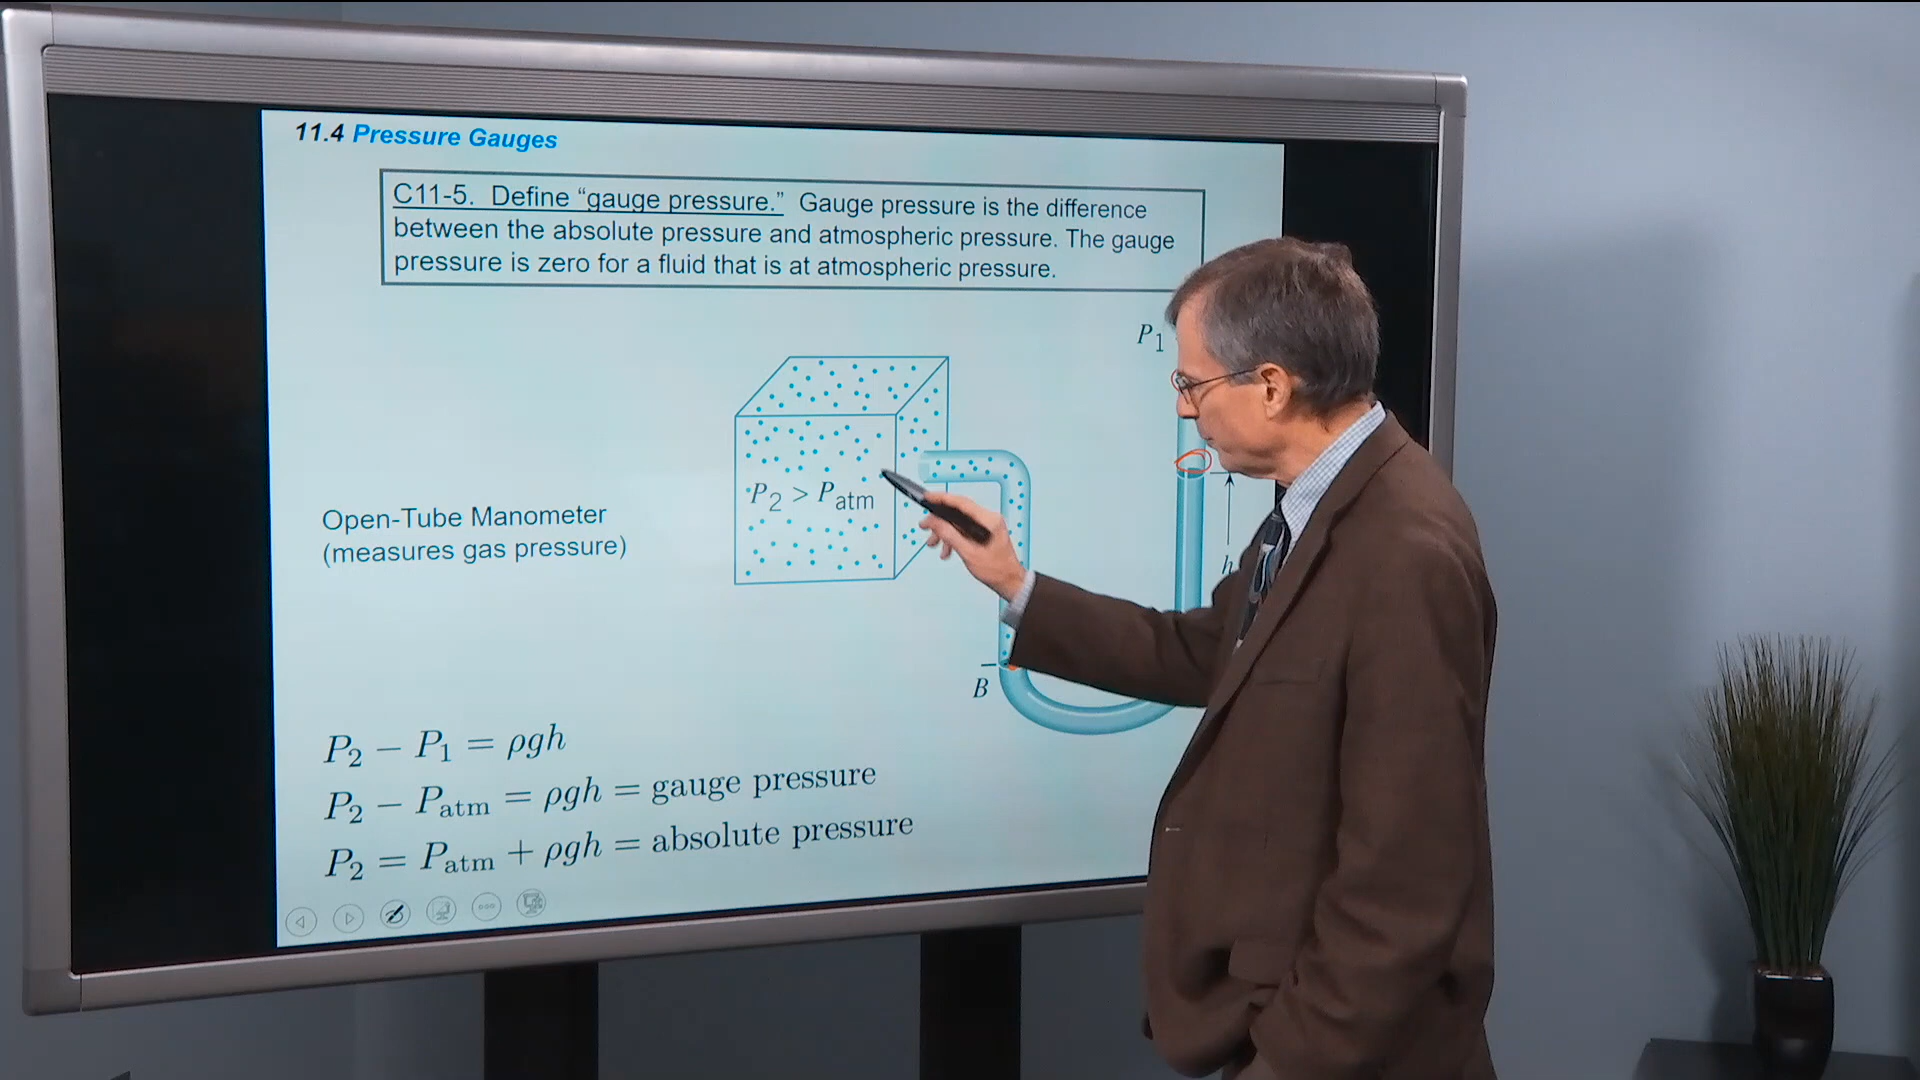 11.4 Pressure Gauges
C11-5. Define “gauge pressure.” Gauge pressure is the difference
between the absolute pressure and atmospheric pressure. The gauge
pressure is zero for a fluid that is at atmospheric pressure.
P₁
P₂ > Pₐₜₘ
Open-Tube Manometer
(measures gas pressure)
h
B
P₂ − P₁ = ρgh
P₂ − Pₐₜₘ = ρgh = gauge pressure
P₂ = Pₐₜₘ + ρgh = absolute pressure